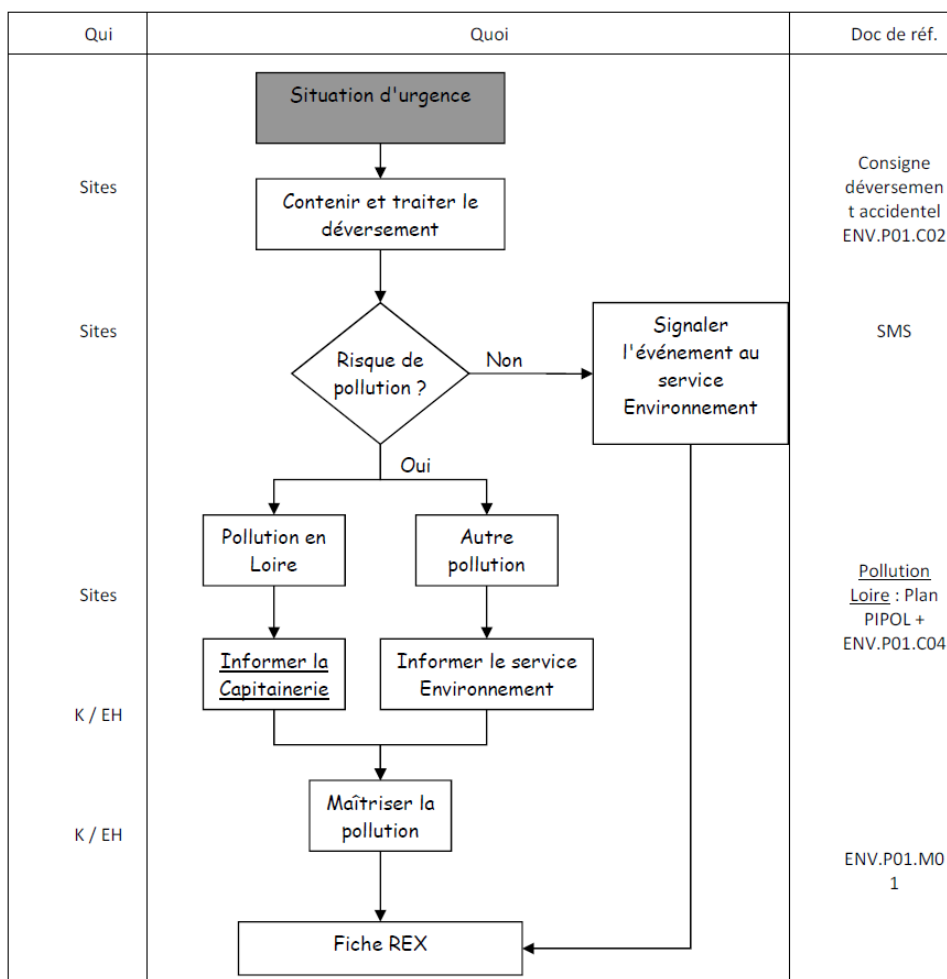 Qui
Quoi
Doc de réf.
Situation d'urgence
Sites
Contenir et traiter le
déversement
Consigne
déversemen
t accidentel
ENV.P01.C02
Sites
Risque de
pollution ?
Non
Signaler
l'événement au
service
Environnement
SMS
Oui
Pollution en
Loire
Autre
pollution
Sites
Pollution
Loire : Plan
PIPOL +
ENV.P01.C04
Informer la
Capitainerie
Informer le service
Environnement
K / EH
Maîtriser la
pollution
K / EH
ENV.P01.M0
1
Fiche REX